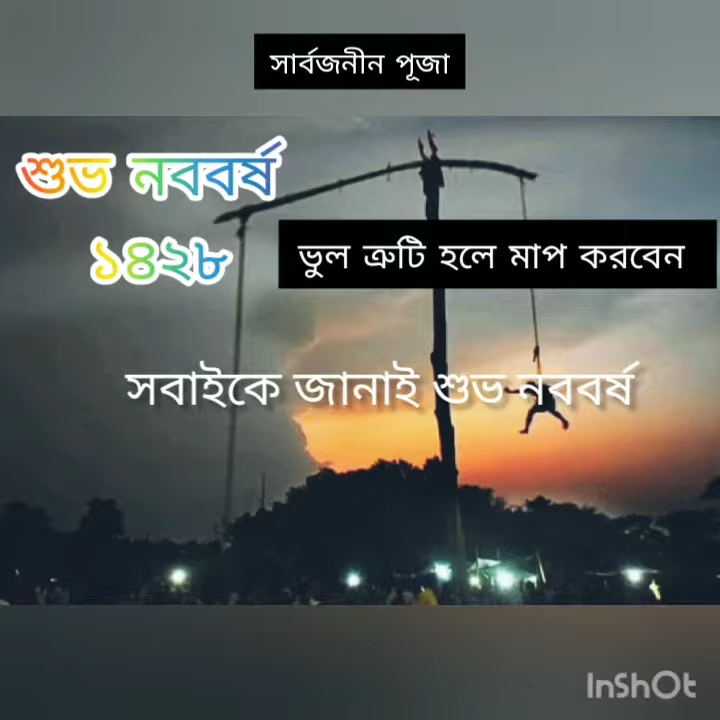 সার্বজনীন পূজা
শুভ নববর্ষ
১৪২৮
ভুল ত্রুটি হলে মাপ করবেন
সবাইকে জানাই শুভ নববর্ষ
InShOt